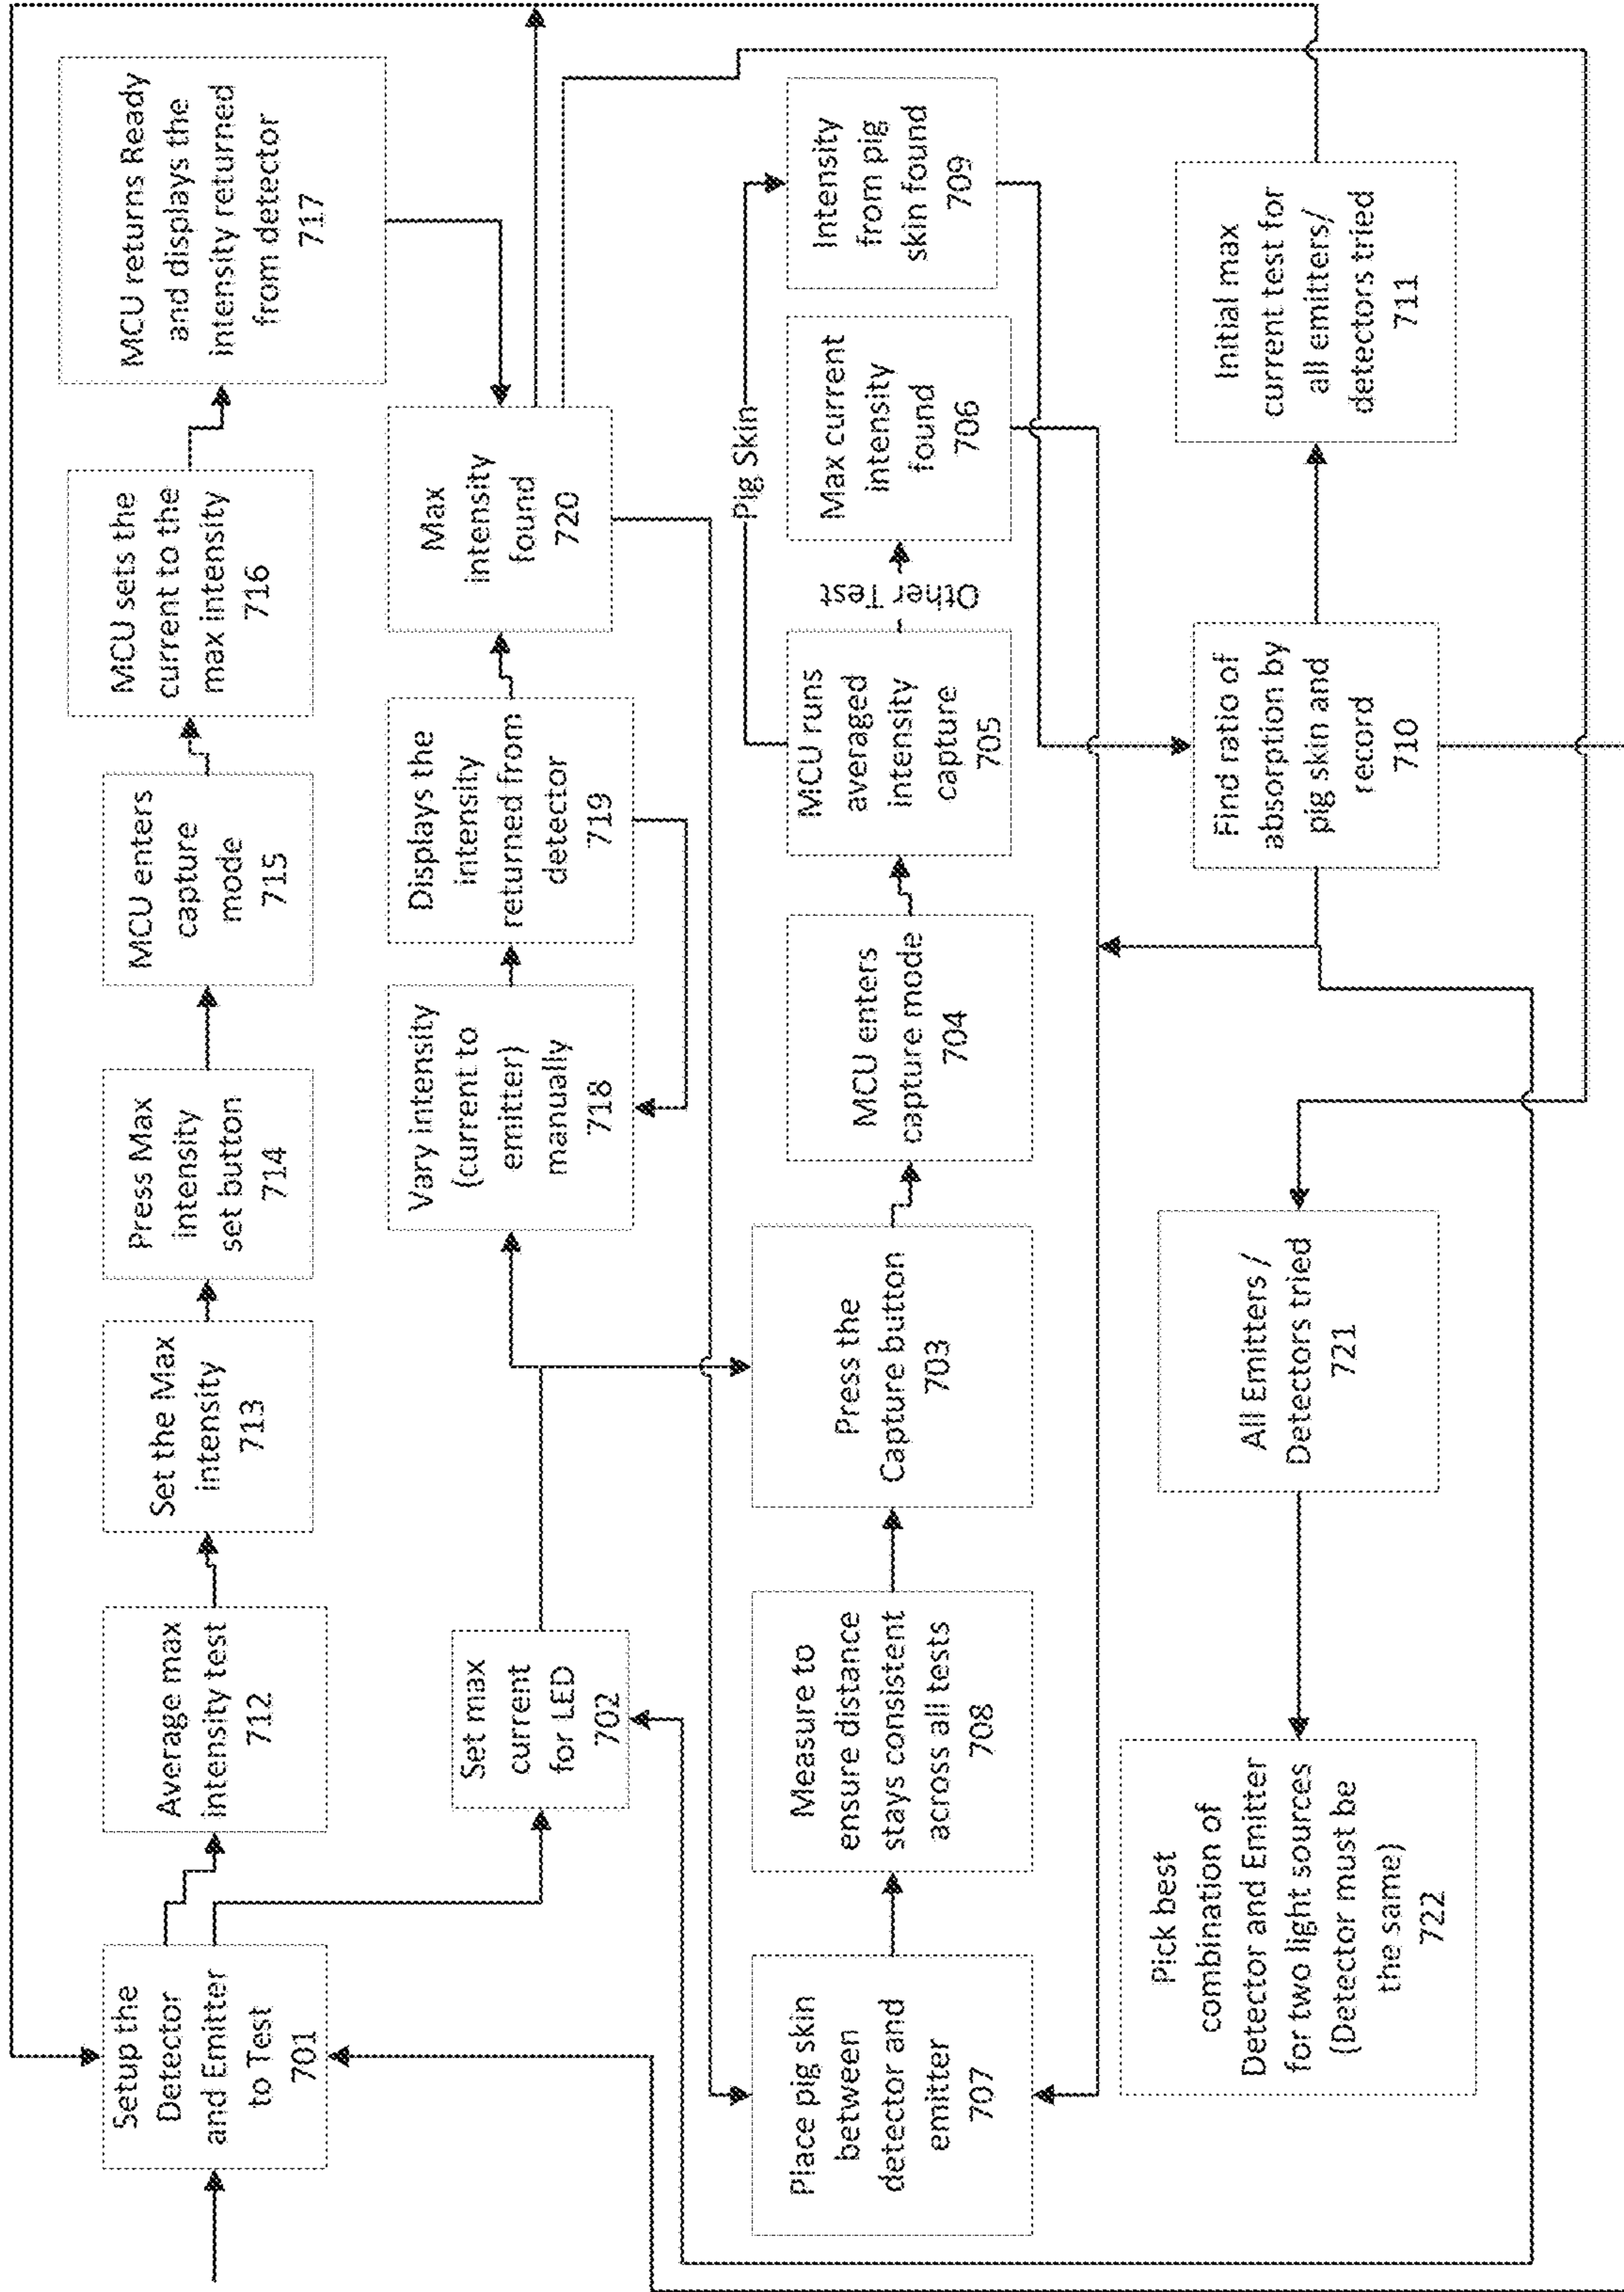 Setup the
Detector
and Emitter
to Test
701
Average max
intensity test
712
Set the Max
intensity
713
Press Max
intensity
set button
714
MCU enters
capture
mode
715
MCU sets the
current to the
max intensity
716
MCU returns Ready
and displays the
intensity returned
from detector
717
Set max
current
for LED
702
Vary intensity
(current to
emitter)
manually
718
Displays the
intensity
returned from
detector
719
Max
intensity
found
720
Place pig skin
between
detector and
emitter
707
Measure to
ensure distance
stays consistent
across all tests
708
Press the
Capture button
703
MCU enters
capture mode
704
MCU runs
averaged
intensity
capture
705
Pig Skin
Other Test
Max current
intensity
found
706
Intensity
from pig
skin found
709
Pick best
combination of
Detector and Emitter
for two light sources
(Detector must be
the same)
722
All Emitters /
Detectors tried
721
Find ratio of
absorption by
pig skin and
record
710
Initial max
current test for
all emitters/
detectors tried
711